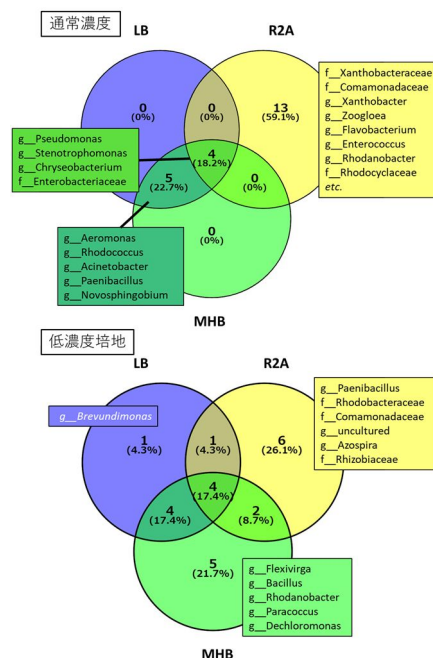 通常濃度
LB
R2A
0
(0%)
0
(0%)
13
(59.1%)
f__Xanthobacteraceae
f__Comamonadaceae
g__Xanthobacter
g__Zoogloea
g__Flavobacterium
g__Enterococcus
g__Rhodanobacter
f__Rhodocyclaceae
etc.
g__Pseudomonas
g__Stenotrophomonas
g__Chryseobacterium
f__Enterobacteriaceae
4
(18.2%)
5
(22.7%)
0
(0%)
0
(0%)
g__Aeromonas
g__Rhodococcus
g__Acinetobacter
g__Paenibacillus
g__Novosphingobium
MHB
低濃度培地
LB
R2A
g__Brevundimonas
1
(4.3%)
1
(4.3%)
6
(26.1%)
g__Paenibacillus
f__Rhodobacteraceae
f__Comamonadaceae
g__uncultured
g__Azospira
f__Rhizobiaceae
4
(17.4%)
4
(17.4%)
2
(8.7%)
5
(21.7%)
g__Flexivirga
g__Bacillus
g__Rhodanobacter
g__Paracoccus
g__Dechloromonas
MHB